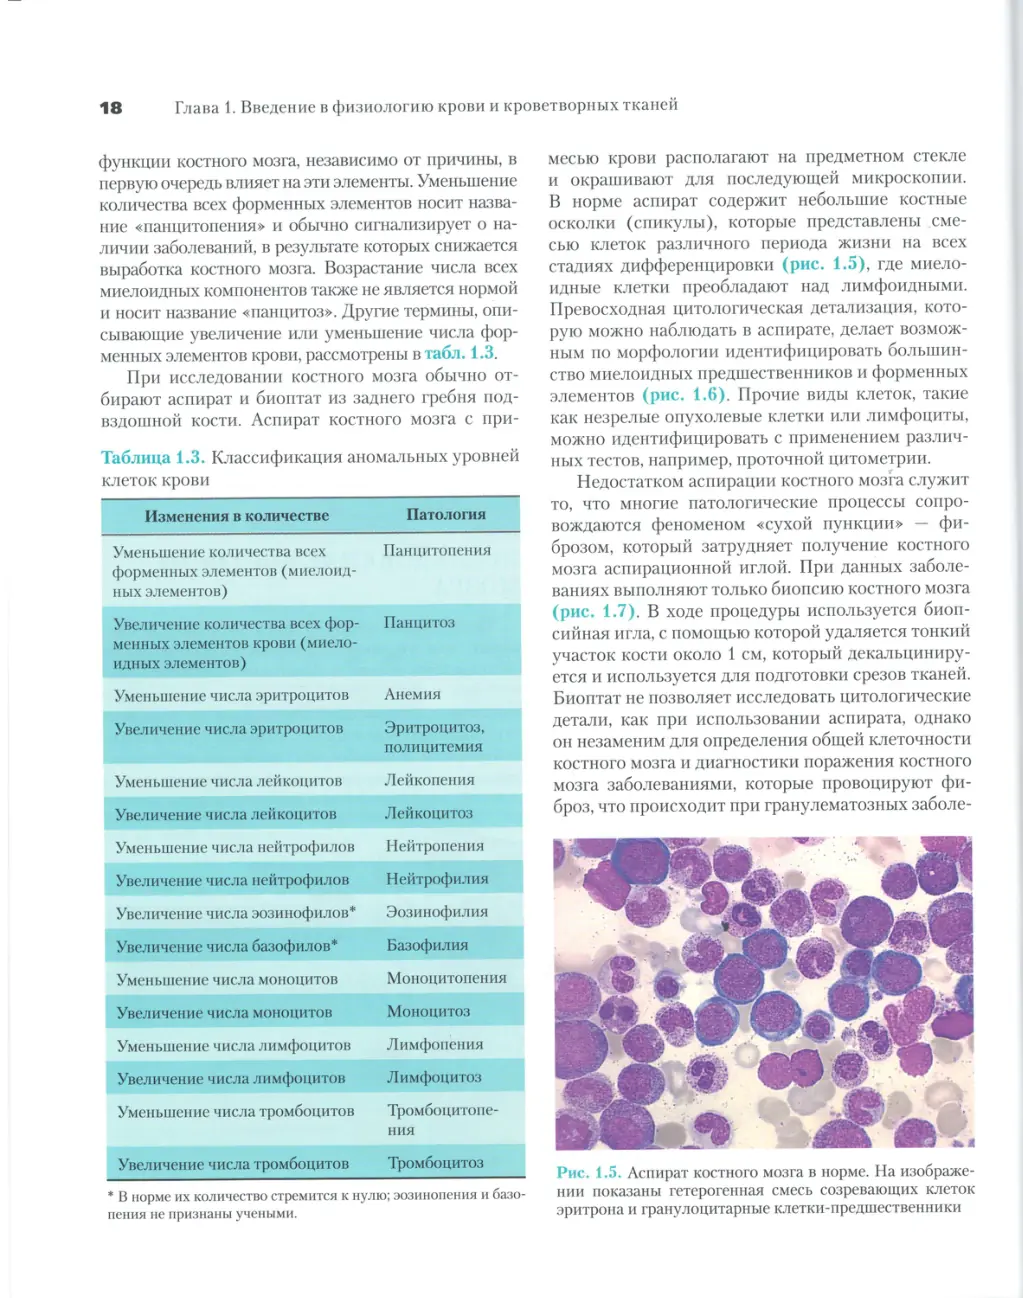 18 Глава 1. Введение в физиологию крови и кроветворных тканей
функции костного мозга, независимо от причины, в
первую очередь влияет на эти элементы. Уменьшение
количества всех форменных элементов носит назва-
ние «панцитопения» и обычно сигнализирует о на-
личии заболеваний, в результате которых снижается
выработка костного мозга. Возрастание числа всех
миелоидных компонентов также не является нормой
и носит название «панцитоз». Другие термины, опи-
сывающие увеличение или уменьшение числа фор-
менных элементов крови, рассмотрены в табл. 1.3.
При исследовании костного мозга обычно от-
бирают аспират и биоптат из заднего гребня под-
вздошной кости. Аспират костного мозга с при-
Таблица 1.3. Классификация аномальных уровней
клеток крови
Изменения в количестве Патология
Уменьшение количества всех Панцитопения
форменных элементов (миелоид-
ных элементов)
Увеличение количества всех фор- Панцитоз
менных элементов крови (миело-
идных элементов)
Уменьшение числа эритроцитов Анемия
Увеличение числа эритроцитов Эритроцитоз,
полицитемия
Уменьшение числа лейкоцитов Лейкопения
Увеличение числа лейкоцитов Лейкоцитоз
Уменьшение числа нейтрофилов Нейтропения
Увеличение числа нейтрофилов Нейтрофилия
Увеличение числа эозинофилов* Эозинофилия
Увеличение числа базофилов* Базофилия
Уменьшение числа моноцитов Моноцитопения
Увеличение числа моноцитов Моноцитоз
Уменьшение числа лимфоцитов Лимфопения
Увеличение числа лимфоцитов Лимфоцитоз
Уменьшение числа тромбоцитов Тромбоцитопе-
ния
Увеличение числа тромбоцитов Тромбоцитоз
* В норме их количество стремится к нулю; эозинопения и базо-
пения не признаны учеными.
месью крови располагают на предметном стекле
и окрашивают для последующей микроскопии.
В норме аспират содержит небольшие костные
осколки (спикулы), которые представлены сме-
сью клеток различного периода жизни на всех
стадиях дифференцировки (рис. 1.5), где миело-
идные клетки преобладают над лимфоидными.
Превосходная цитологическая детализация, кото-
рую можно наблюдать в аспирате, делает возмож-
ным по морфологии идентифицировать большин-
ство миелоидных предшественников и форменных
элементов (рис. 1.6). Прочие виды клеток, такие
как незрелые опухолевые клетки или лимфоциты,
можно идентифицировать с применением различ-
ных тестов, например, проточной цитометрии.
Недостатком аспирации костного мозга служит
то, что многие патологические процессы сопро-
вождаются феноменом «сухой пункции» — фи-
брозом, который затрудняет получение костного
мозга аспирационной иглой. При данных заболе-
ваниях выполняют только биопсию костного мозга
(рис. 1.7). В ходе процедуры используется биоп-
сийная игла, с помощью которой удаляется тонкий
участок кости около 1 см, который декальциниру-
ется и используется для подготовки срезов тканей.
Биоптат не позволяет исследовать цитологические
детали, как при использовании аспирата, однако
он незаменим для определения общей клеточности
костного мозга и диагностики поражения костного
мозга заболеваниями, которые провоцируют фи-
броз, что происходит при гранулематозных заболе-
Рис. 1.5. Аспират костного мозга в норме. На изображе-
нии показаны гетерогенная смесь созревающих клеток
эритрона и гранулоцитарные клетки-предшественники